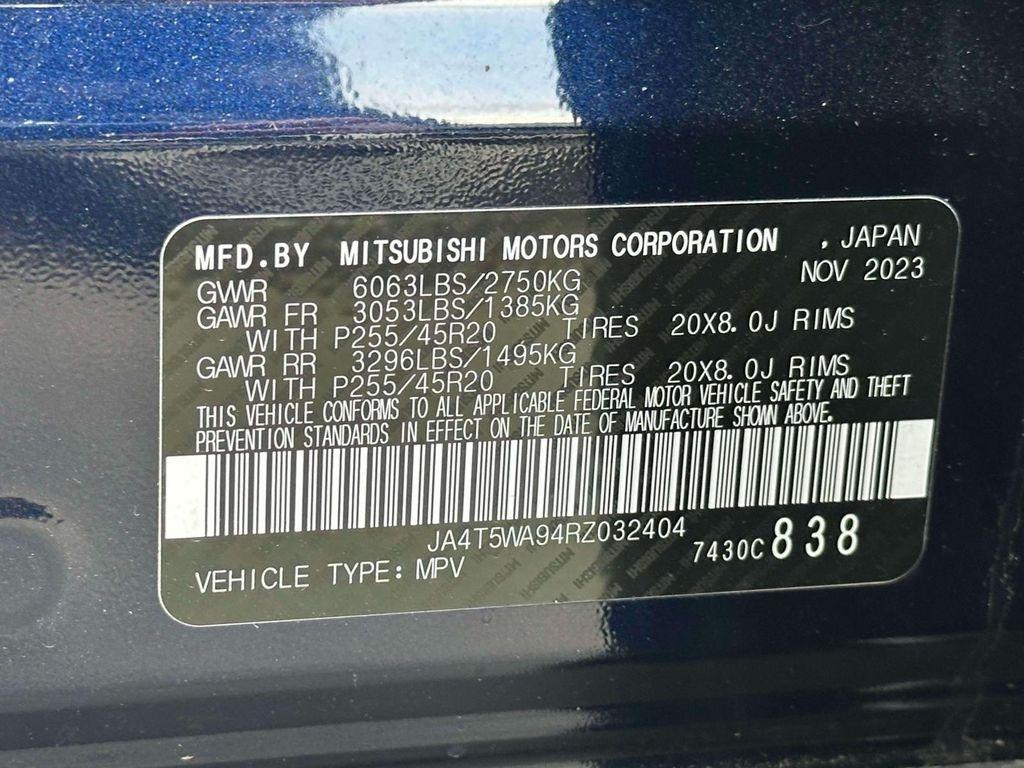 MFD.BY MITSUBISHI MOTORS CORPORATION . JAPAN
NOV 2023
GVWR 6063LBS/2750KG
GAWR FR 3053LBS/1385KG
WITH P255/45R20 TIRES 20X8.0J RIMS
GAWR RR 3296LBS/1495KG
WITH P255/45R20 TIRES 20X8.0J RIMS
THIS VEHICLE CONFORMS TO ALL APPLICABLE FEDERAL MOTOR VEHICLE SAFETY AND THEFT
PREVENTION STANDARDS IN EFFECT ON THE DATE OF MANUFACTURE SHOWN ABOVE.
JA4T5WA94RZ032404
7430C 838
VEHICLE TYPE: MPV